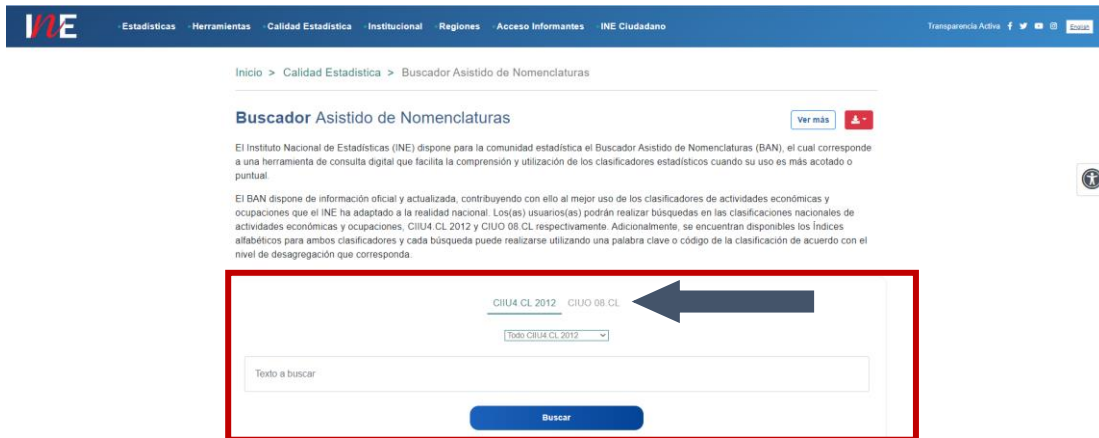 INE
Estadísticas Herramientas Calidad Estadística Institucional Regiones Acceso Informantes INE Ciudadano Transparencia Activa English
Inicio > Calidad Estadística > Buscador Asistido de Nomenclaturas
Buscador Asistido de Nomenclaturas
Ver más
El Instituto Nacional de Estadísticas (INE) dispone para la comunidad estadística el Buscador Asistido de Nomenclaturas (BAN), el cual corresponde
a una herramienta de consulta digital que facilita la comprensión y utilización de los clasificadores estadísticos cuando su uso es más acotado o
puntual.
El BAN dispone de información oficial y actualizada, contribuyendo con ello al mejor uso de los clasificadores de actividades económicas y
ocupaciones que el INE ha adaptado a la realidad nacional. Los(as) usuarios(as) podrán realizar búsquedas en las clasificaciones nacionales de
actividades económicas y ocupaciones, CIIU4.CL 2012 y CIUO 08.CL respectivamente. Adicionalmente, se encuentran disponibles los Índices
alfabéticos para ambos clasificadores y cada búsqueda puede realizarse utilizando una palabra clave o código de la clasificación de acuerdo con el
nivel de desagregación que corresponda.
CIIU4.CL 2012 CIUO 08.CL
Todo CIIU4.CL 2012
Texto a buscar
Buscar